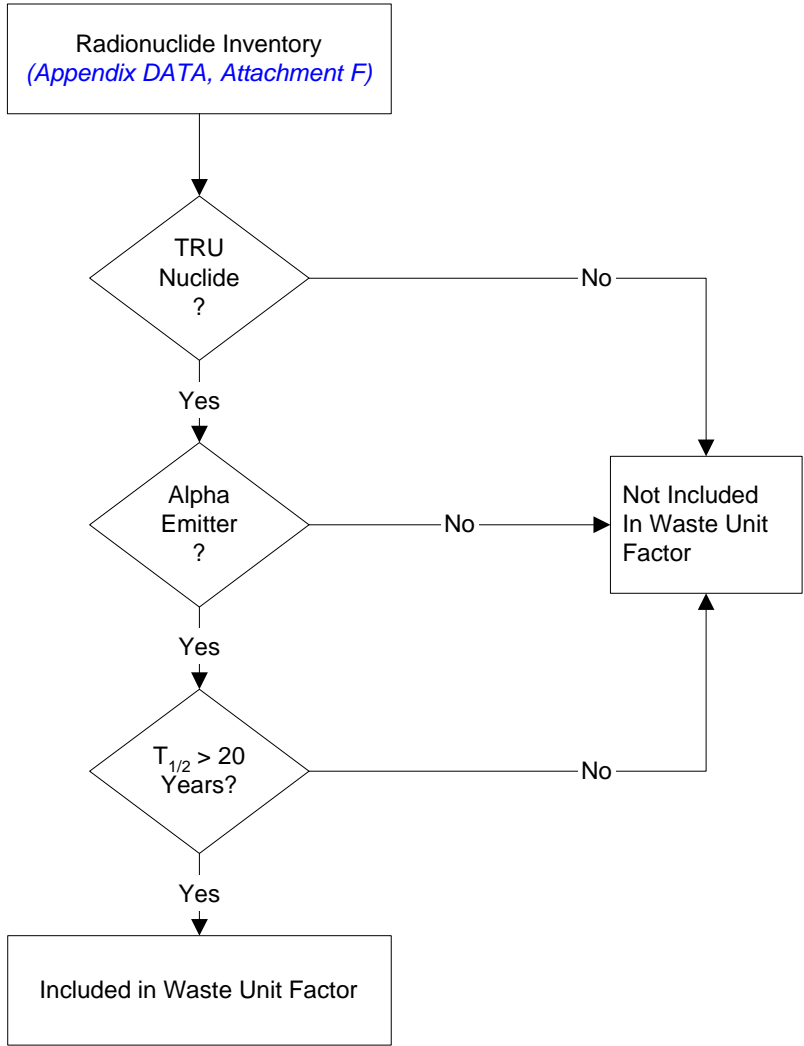 Radionuclide Inventory
(Appendix DATA, Attachment F)
TRU
Nuclide
?
No
Yes
Alpha
Emitter
?
No
Not Included
In Waste Unit
Factor
Yes
T1/2 > 20
Years?
No
Yes
Included in Waste Unit Factor